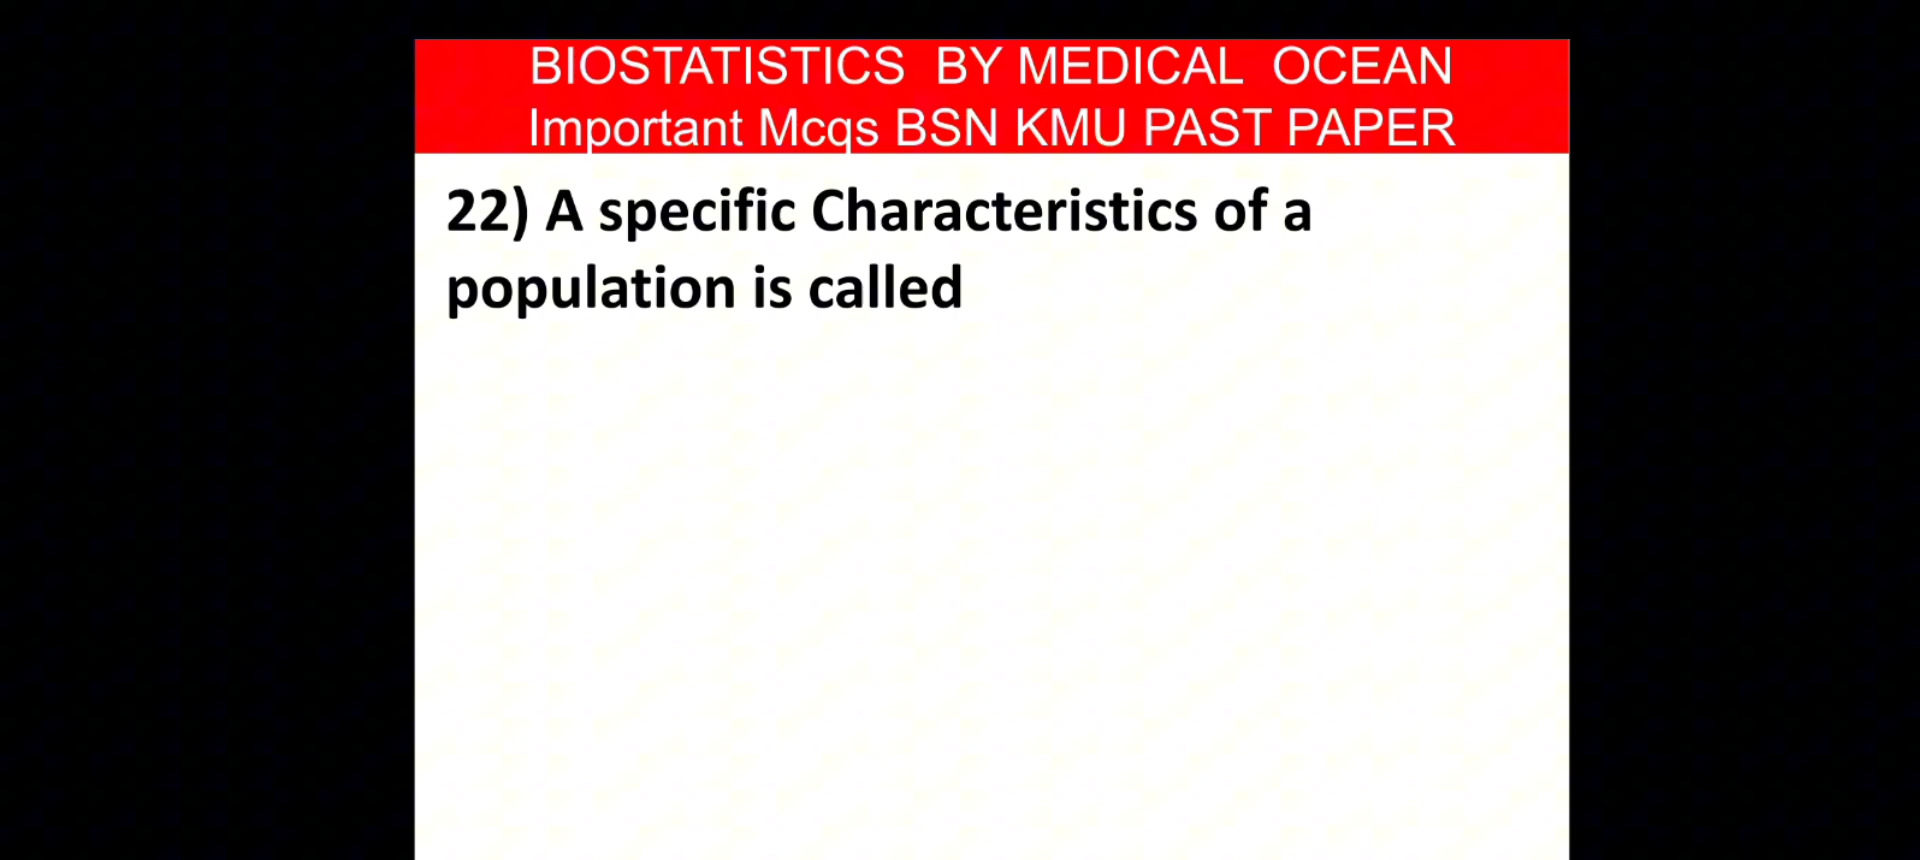 BIOSTATISTICS BY MEDICAL OCEAN
Important Mcqs BSN KMU PAST PAPER
22) A specific Characteristics of a
population is called